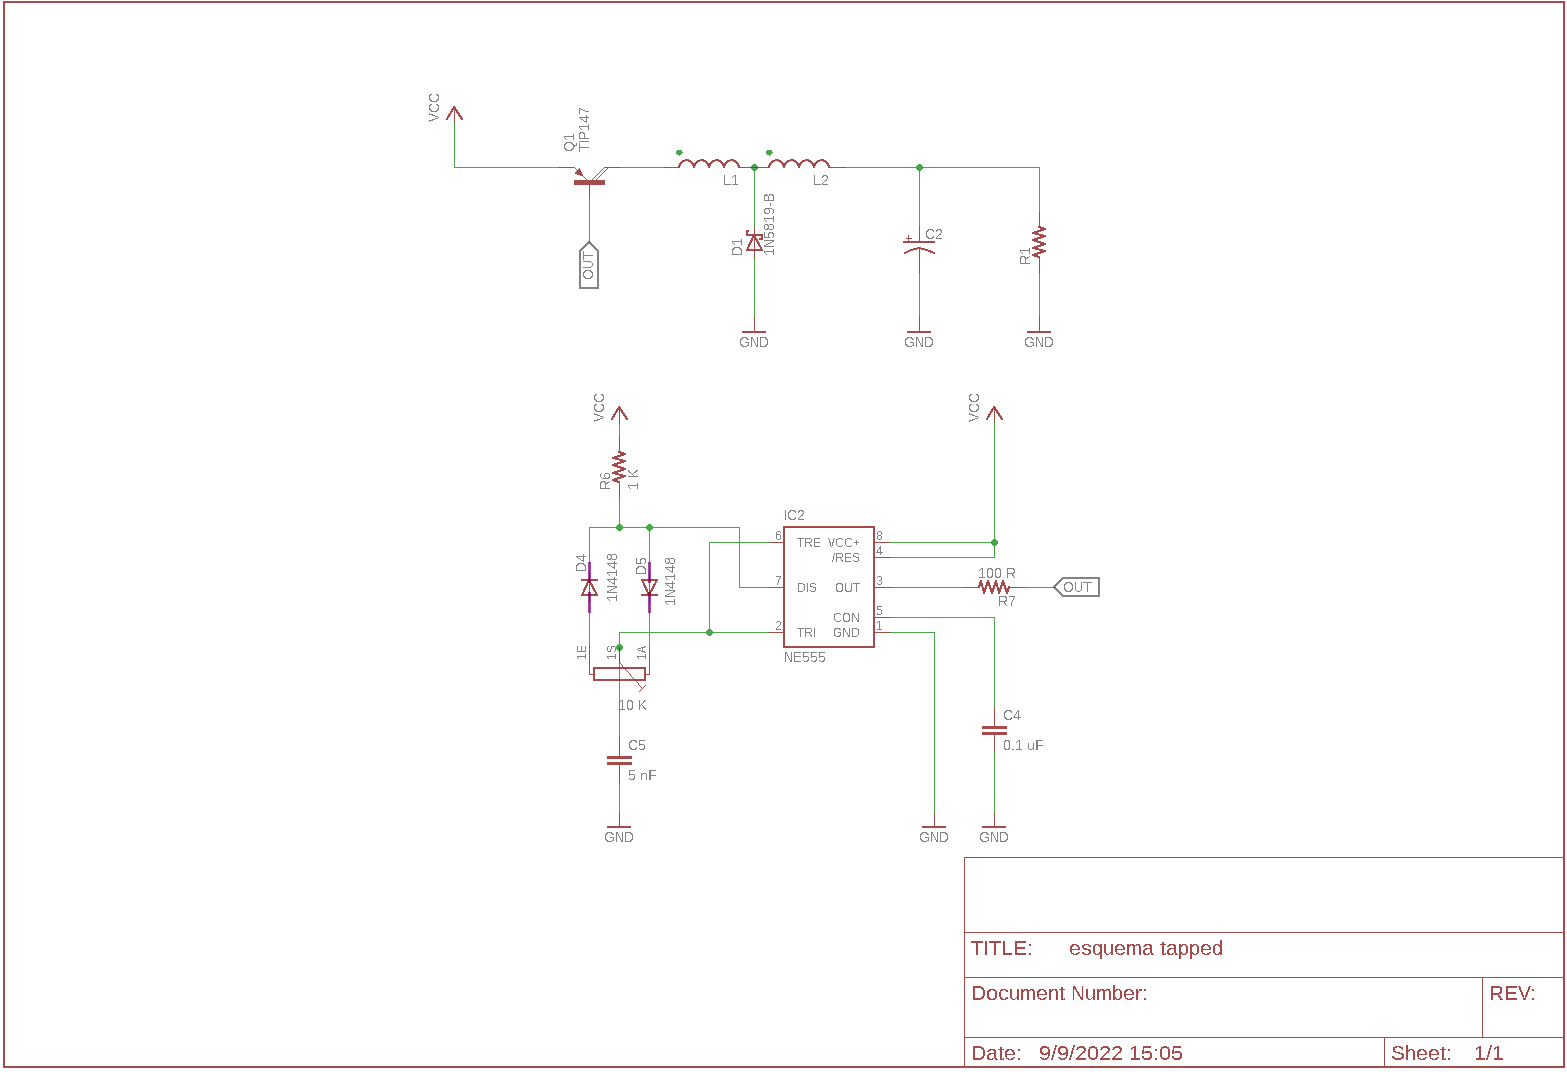 VCC
Q1
TIP147
L1
L2
D1
1N5819-B
+
C2
R1
OUT
GND
GND
GND
VCC
VCC
R6
1 K
IC2
D4
1N4148
D5
1N4148
6
TRE
VCC+
8
/RES
4
7
DIS
OUT
3
100 R
R7
OUT
CON
5
2
TRI
GND
1
NE555
1E
1S
1A
10 K
C5
5 nF
C4
0.1 uF
GND
GND
GND
TITLE: esquema tapped
Document Number:
REV:
Date: 9/9/2022 15:05
Sheet: 1/1